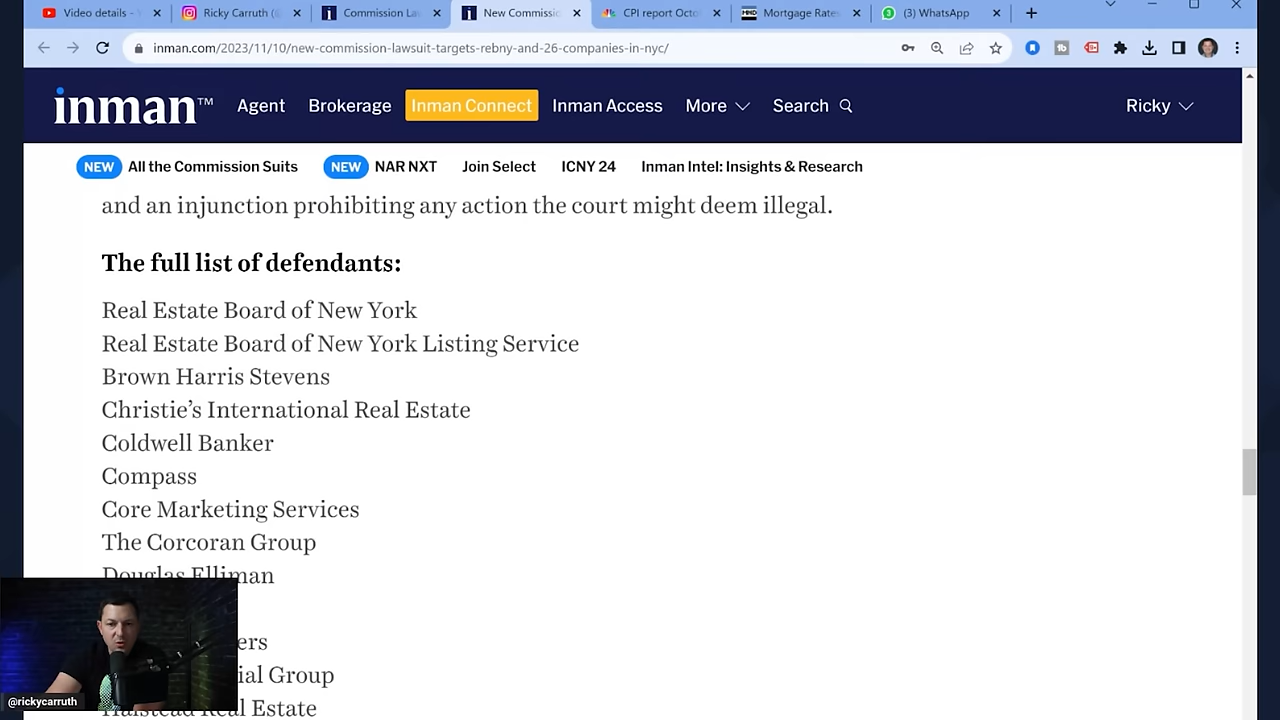 Video details -
Ricky Carruth (@
Commission La
New Commissio
CPI report Octo
Mortgage Rates
(3) WhatsApp
inman.com/2023/11/10/new-commission-lawsuit-targets-rebny-and-26-companies-in-nyc/
inman™ Agent Brokerage Inman Connect Inman Access More Search Ricky
NEW All the Commission Suits NEW NAR NXT Join Select ICNY 24 Inman Intel: Insights & Research
and an injunction prohibiting any action the court might deem illegal.
The full list of defendants:
Real Estate Board of New York
Real Estate Board of New York Listing Service
Brown Harris Stevens
Christie's International Real Estate
Coldwell Banker
Compass
Core Marketing Services
The Corcoran Group
Douglas Elliman
ers
ial Group
Halstead Real Estate
@rickycarruth